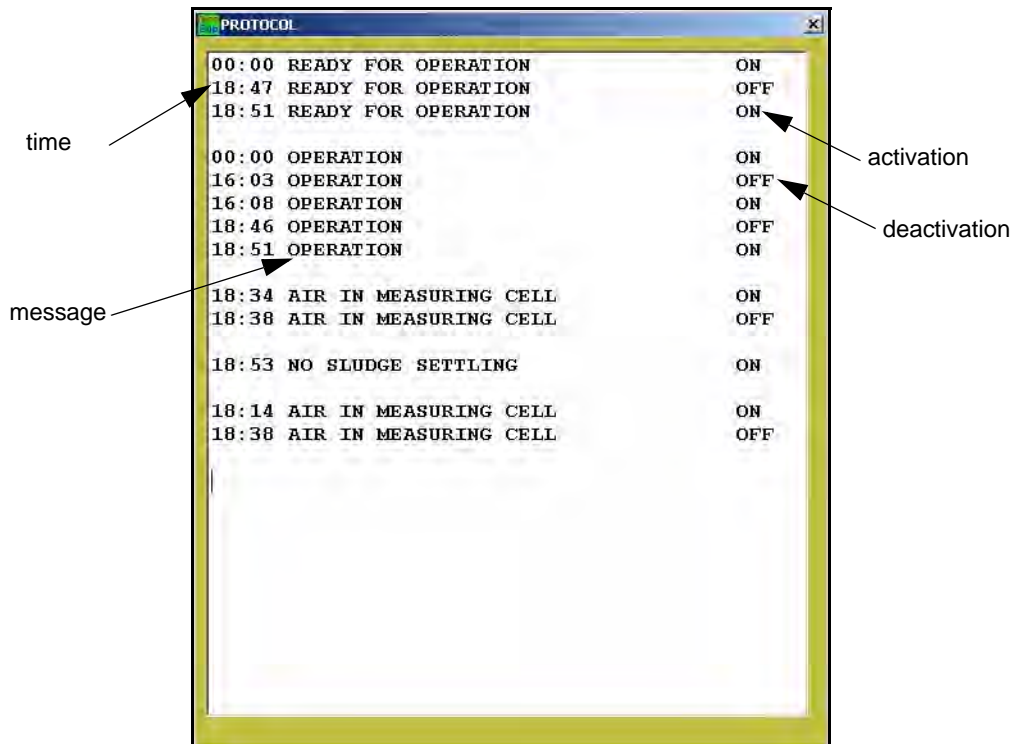 PROTOCOL
00:00 READY FOR OPERATION ON
18:47 READY FOR OPERATION OFF
18:51 READY FOR OPERATION ON
00:00 OPERATION ON
16:03 OPERATION OFF
16:08 OPERATION ON
18:46 OPERATION OFF
18:51 OPERATION ON
18:34 AIR IN MEASURING CELL ON
18:38 AIR IN MEASURING CELL OFF
18:53 NO SLUDGE SETTLING ON
18:14 AIR IN MEASURING CELL ON
18:38 AIR IN MEASURING CELL OFF
time
message
activation
deactivation